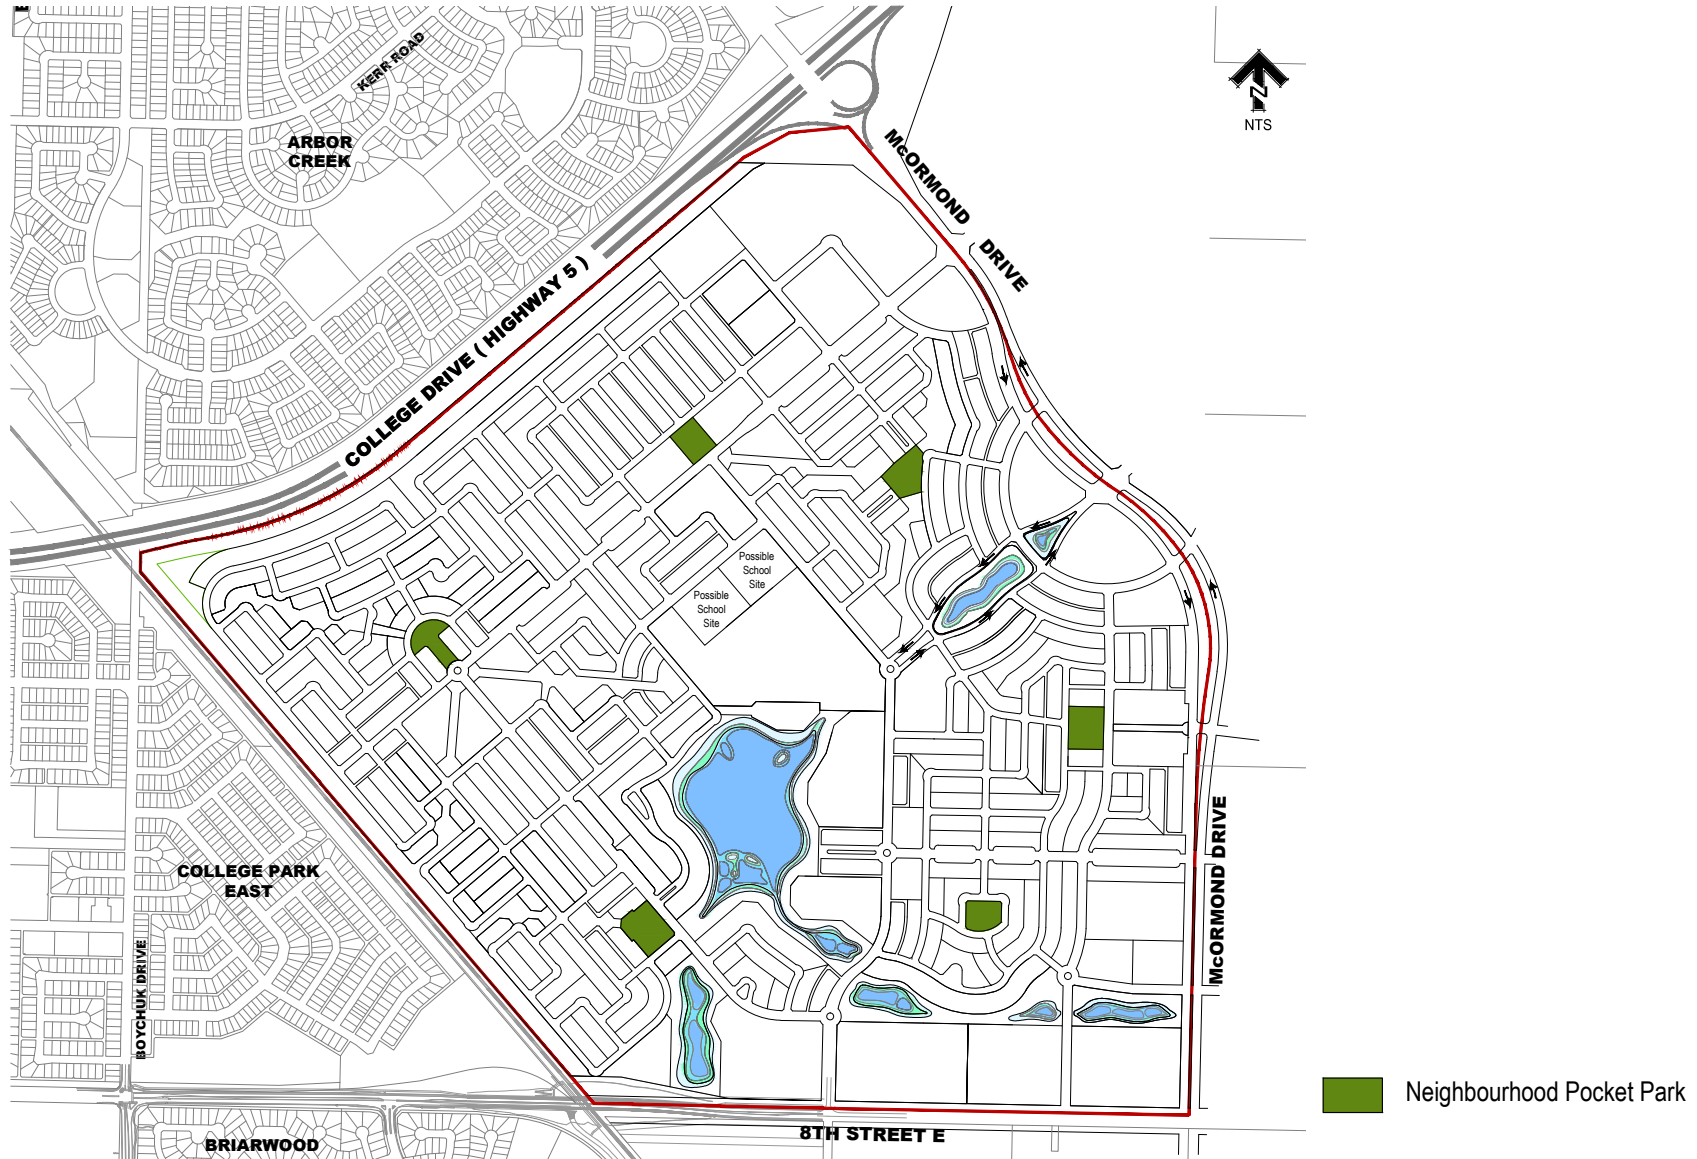 KERR ROAD
ARBOR
CREEK
NTS
McORMOND
DRIVE
COLLEGE DRIVE ( HIGHWAY 5 )
Possible
School
Site
Possible
School
Site
COLLEGE PARK
EAST
BOYCHUK DRIVE
McORMOND DRIVE
Neighbourhood Pocket Park
8TH STREET E
BRIARWOOD